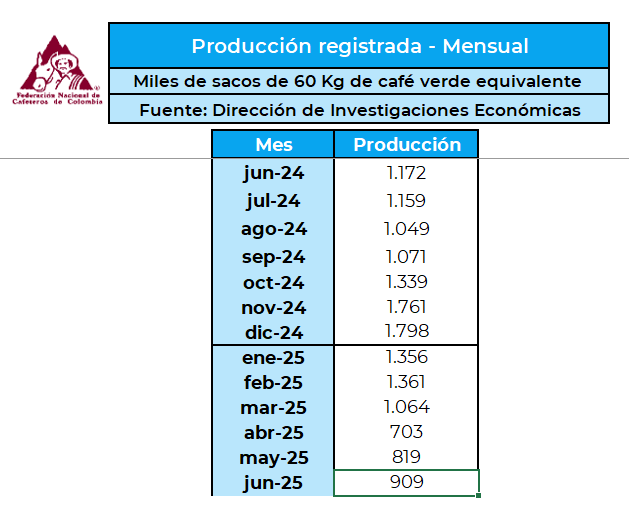 Producción registrada - Mensual
Miles de sacos de 60 Kg de café verde equivalente
Fuente: Dirección de Investigaciones Económicas
Federación Nacional de
Cafeteros de Colombia
Mes Producción
jun-24 1.172
jul-24 1.159
ago-24 1.049
sep-24 1.071
oct-24 1.339
nov-24 1.761
dic-24 1.798
ene-25 1.356
feb-25 1.361
mar-25 1.064
abr-25 703
may-25 819
jun-25 909